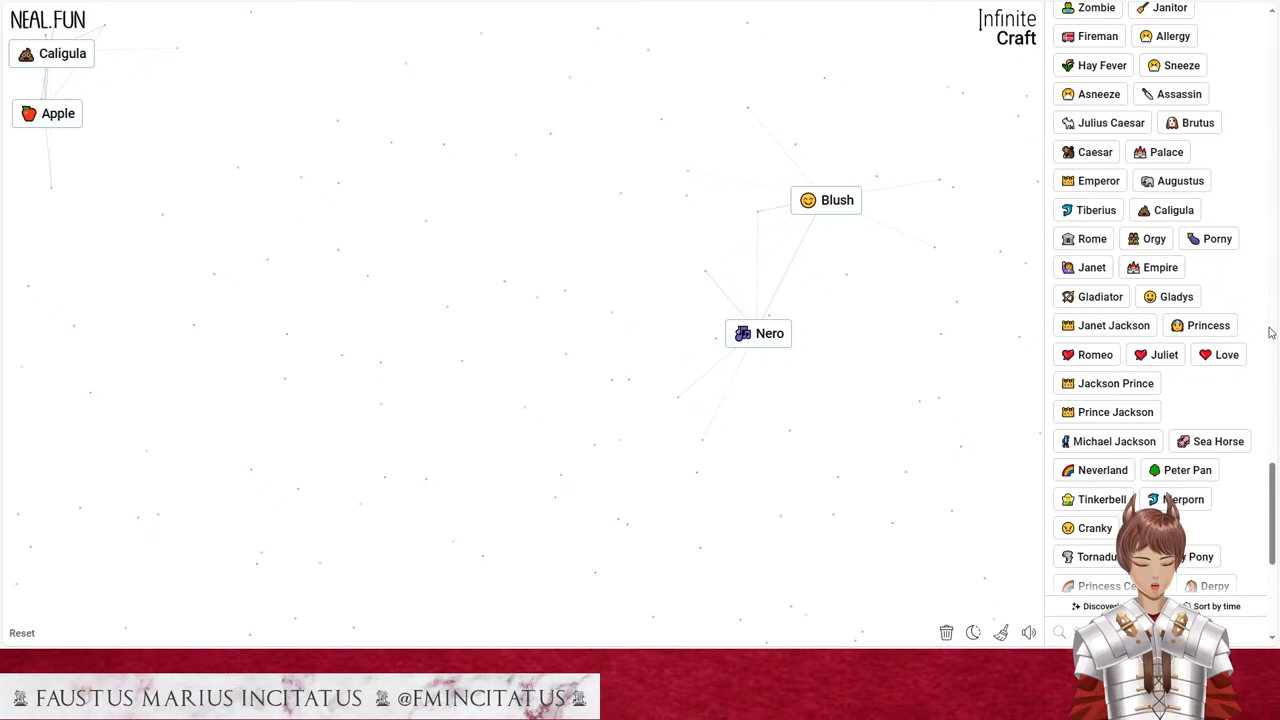 NEAL.FUN
Infinite
Craft
Caligula
Apple
Blush
Nero
Zombie Janitor
Fireman Allergy
Hay Fever Sneeze
Asneeze Assassin
Julius Caesar Brutus
Caesar Palace
Emperor Augustus
Tiberius Caligula
Rome Orgy Porny
Janet Empire
Gladiator Gladys
Janet Jackson Princess
Romeo Juliet Love
Jackson Prince
Prince Jackson
Michael Jackson Sea Horse
Neverland Peter Pan
Tinkerbell
Cranky
Pony
Princess Derpy
Sort by time
Reset
FAUSTUS MARIUS INCITATUS @FMINCITATUS